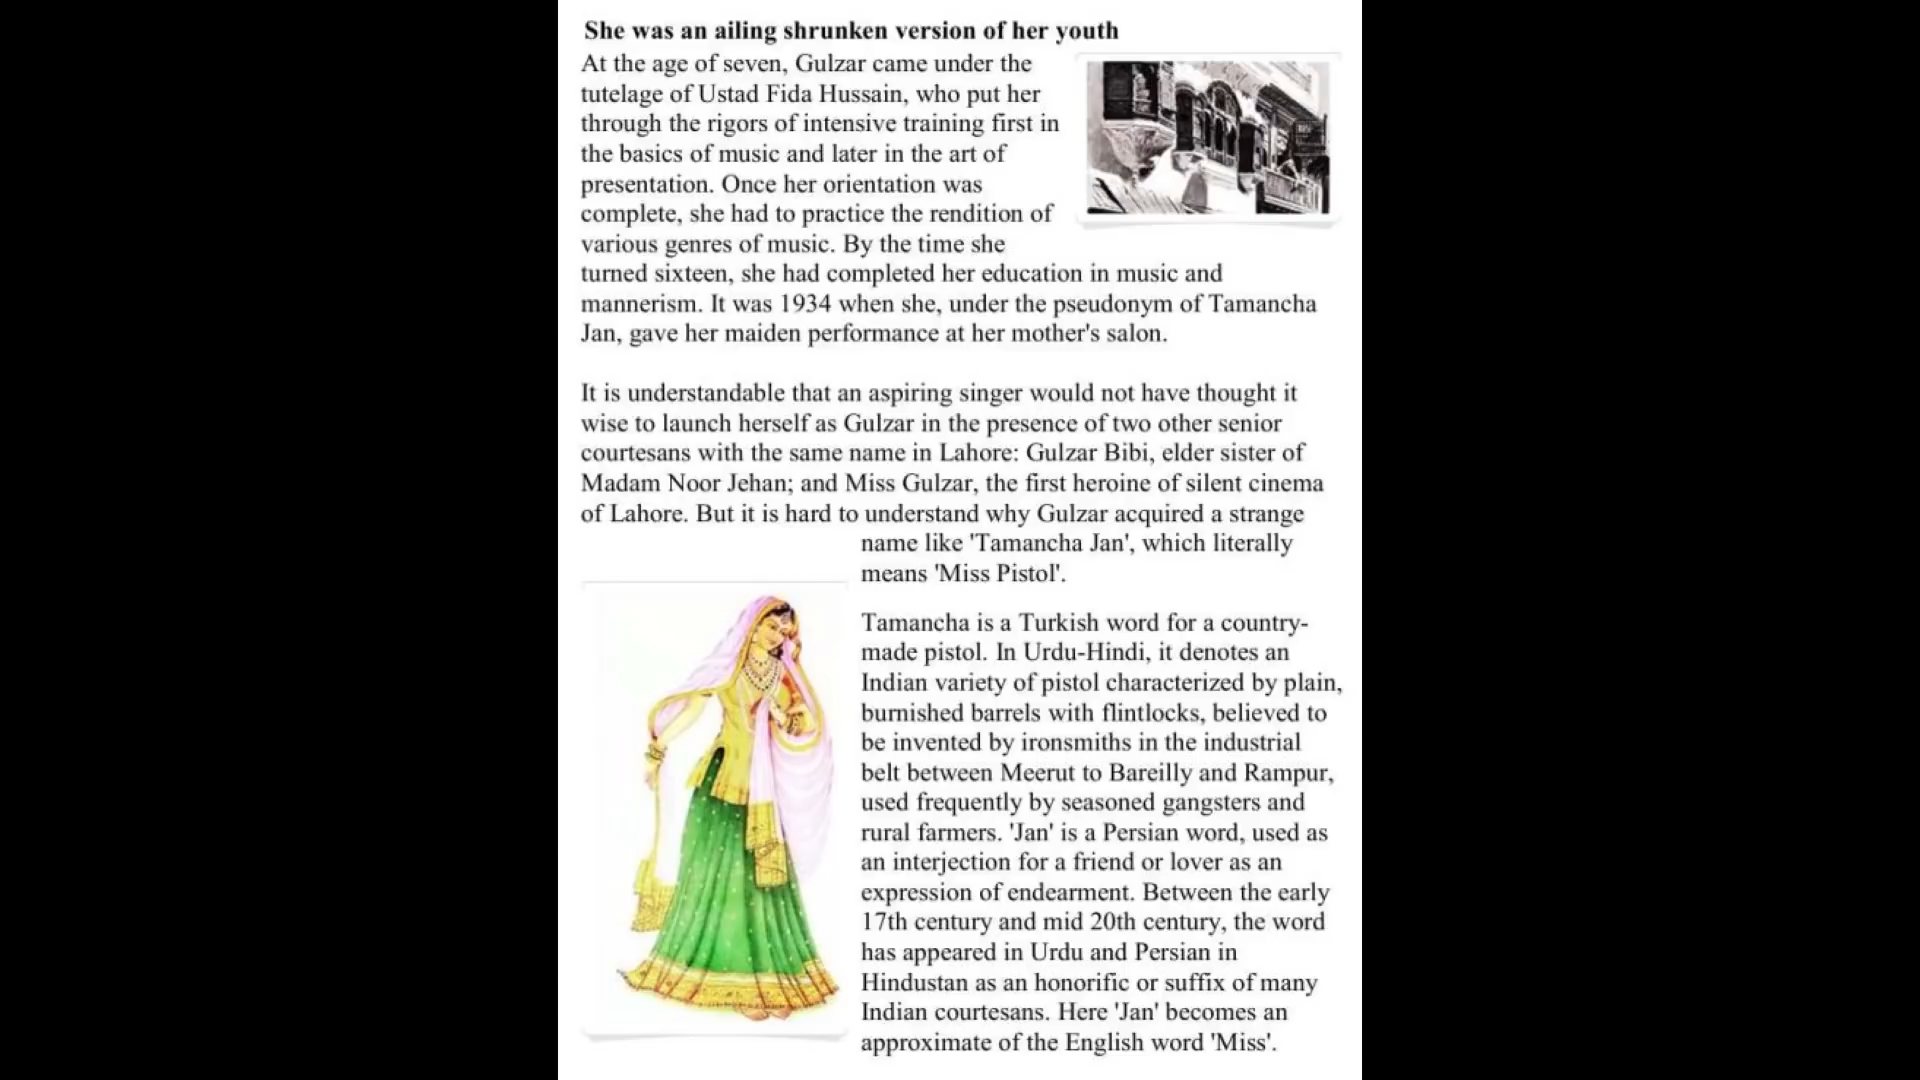 She was an ailing shrunken version of her youth
At the age of seven, Gulzar came under the
tutelage of Ustad Fida Hussain, who put her
through the rigors of intensive training first in
the basics of music and later in the art of
presentation. Once her orientation was
complete, she had to practice the rendition of
various genres of music. By the time she
turned sixteen, she had completed her education in music and
mannerism. It was 1934 when she, under the pseudonym of Tamancha
Jan, gave her maiden performance at her mother's salon.
It is understandable that an aspiring singer would not have thought it
wise to launch herself as Gulzar in the presence of two other senior
courtesans with the same name in Lahore: Gulzar Bibi, elder sister of
Madam Noor Jehan; and Miss Gulzar, the first heroine of silent cinema
of Lahore. But it is hard to understand why Gulzar acquired a strange
name like 'Tamancha Jan', which literally
means 'Miss Pistol'.
Tamancha is a Turkish word for a country-
made pistol. In Urdu-Hindi, it denotes an
Indian variety of pistol characterized by plain,
burnished barrels with flintlocks, believed to
be invented by ironsmiths in the industrial
belt between Meerut to Bareilly and Rampur,
used frequently by seasoned gangsters and
rural farmers. 'Jan' is a Persian word, used as
an interjection for a friend or lover as an
expression of endearment. Between the early
17th century and mid 20th century, the word
has appeared in Urdu and Persian in
Hindustan as an honorific or suffix of many
Indian courtesans. Here 'Jan' becomes an
approximate of the English word 'Miss'.